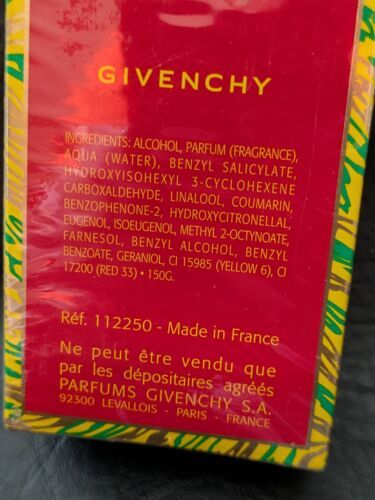 GIVENCHY
INGREDIENTS: ALCOHOL, PARFUM (FRAGRANCE),
AQUA (WATER), BENZYL SALICYLATE,
HYDROXYISOHEXYL 3-CYCLOHEXENE
CARBOXALDEHYDE, LINALOOL, COUMARIN,
BENZOPHENONE-2, HYDROXYCITRONELLAL,
EUGENOL, ISOEUGENOL, METHYL 2-OCTYNOATE,
FARNESOL, BENZYL ALCOHOL, BENZYL
BENZOATE, GERANIOL, CI 15985 (YELLOW 6), CI
17200 (RED 33) • 150G.
Réf. 112250 - Made in France
Ne peut être vendu que
par les dépositaires agréés
PARFUMS GIVENCHY S.A.
92300 LEVALLOIS - PARIS - FRANCE